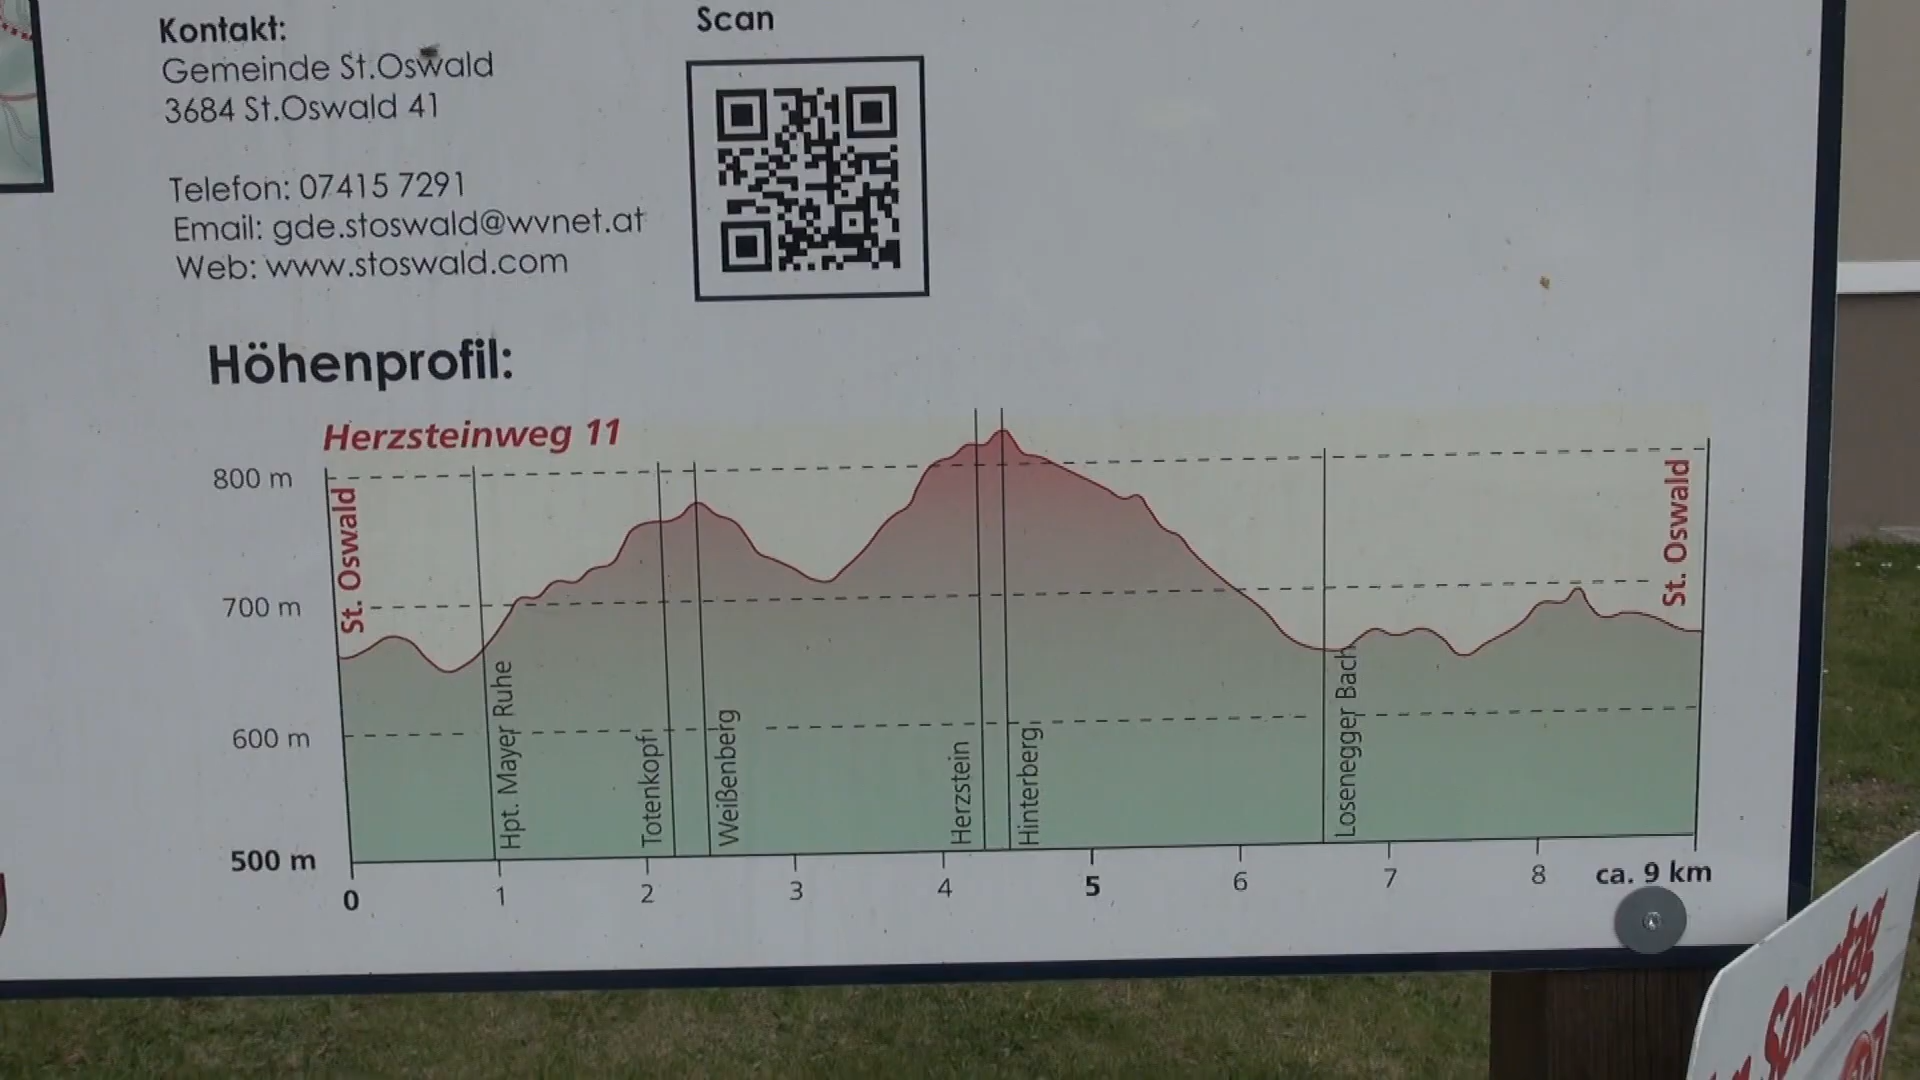 Kontakt:
Gemeinde St.Oswald
3684 St.Oswald 41
Telefon: 07415 7291
Email: gde.stoswald@wvnet.at
Web: www.stoswald.com
Scan
Höhenprofil:
Herzsteinweg 11
800 m
700 m
600 m
500 m
St. Oswald
Hpt. Mayer Ruhe
Totenkopf
Weißenberg
Herzstein
Hinterberg
Losenegger Bach
St. Oswald
0 1 2 3 4 5 6 7 8 ca. 9 km
Sonntag